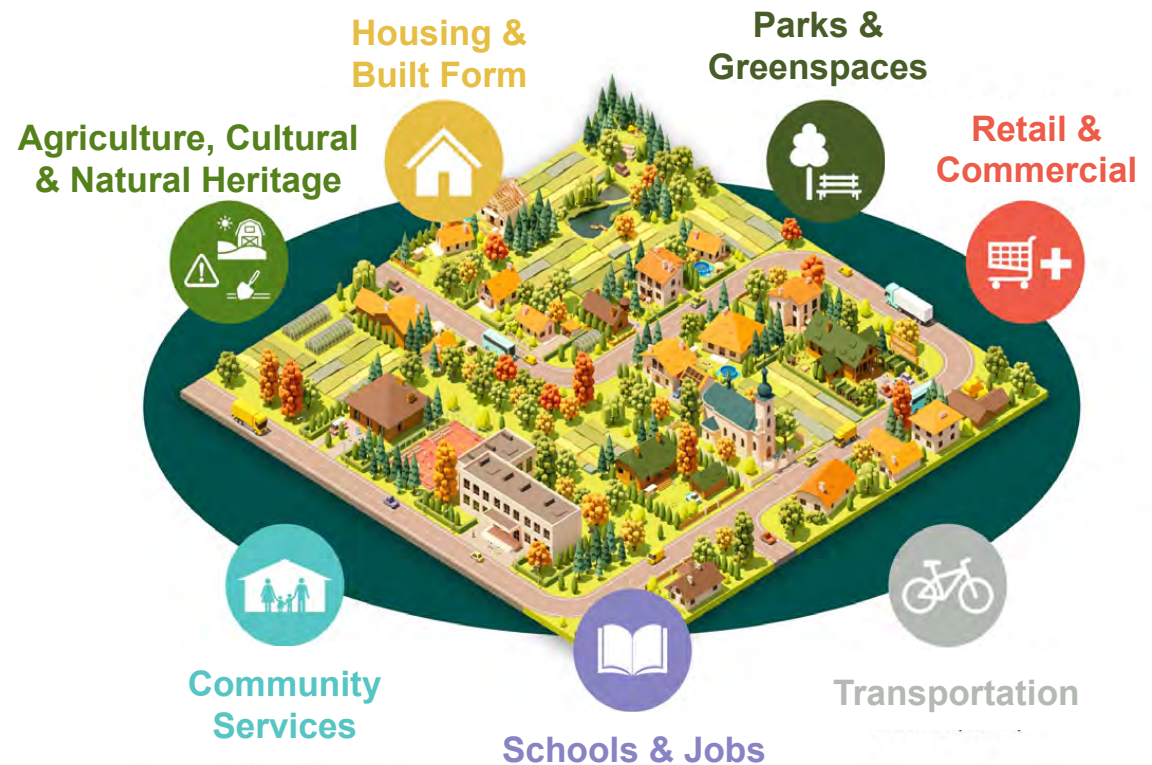 Housing &
Built Form
Parks &
Greenspaces
Agriculture, Cultural
& Natural Heritage
Retail &
Commercial
Community
Services
Transportation
Schools & Jobs